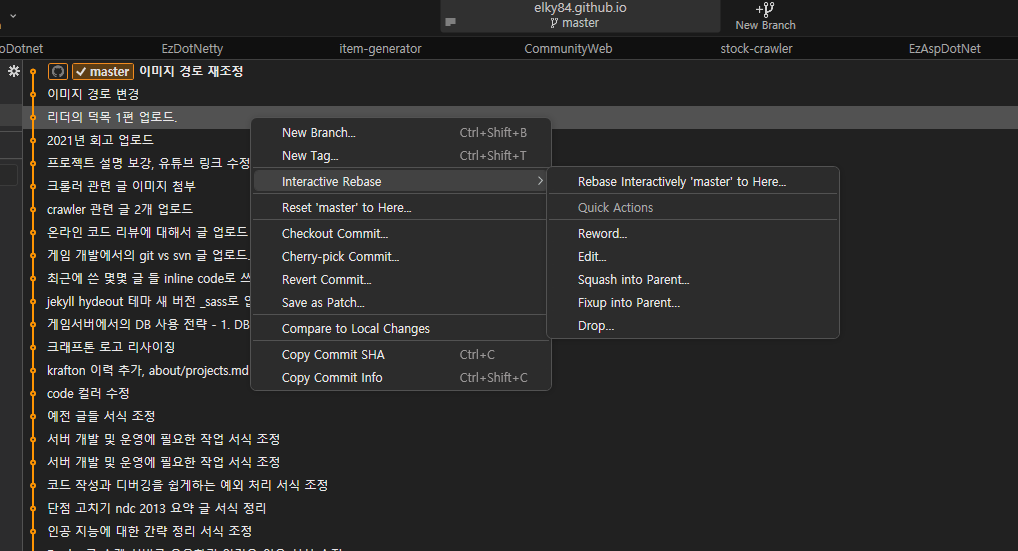 elky84.github.io
master
New Branch
oDotnet
EzDotNetty
item-generator
CommunityWeb
stock-crawler
EzAspDotNet
master 이미지 경로 재조정
이미지 경로 변경
리더의 덕목 1편 업로드.
2021년 회고 업로드
프로젝트 설명 보강, 유튜브 링크 수정
크롤러 관련 글 이미지 첨부
crawler 관련 글 2개 업로드
온라인 코드 리뷰에 대해서 글 업로드
게임 개발에서의 git vs svn 글 업로드.
최근에 쓴 몇몇 글 들 inline code로 쓰
jekyll hydeout 테마 새 버전 _sass로
게임서버에서의 DB 사용 전략 - 1. DB
크래프톤 로고 리사이징
krafton 이력 추가, about/projects.md
code 컬러 수정
예전 글들 서식 조정
서버 개발 및 운영에 필요한 작업 서식 조정
서버 개발 및 운영에 필요한 작업 서식 조정
코드 작성과 디버깅을 쉽게하는 예외 처리 서식 조정
단점 고치기 ndc 2013 요약 글 서식 정리
인공 지능에 대한 간략 정리 서식 조정
New Branch... Ctrl+Shift+B
New Tag... Ctrl+Shift+T
Interactive Rebase
Reset 'master' to Here...
Checkout Commit...
Cherry-pick Commit...
Revert Commit...
Save as Patch...
Compare to Local Changes
Copy Commit SHA Ctrl+C
Copy Commit Info Ctrl+Shift+C
Rebase Interactively 'master' to Here...
Quick Actions
Reword...
Edit...
Squash into Parent...
Fixup into Parent...
Drop...